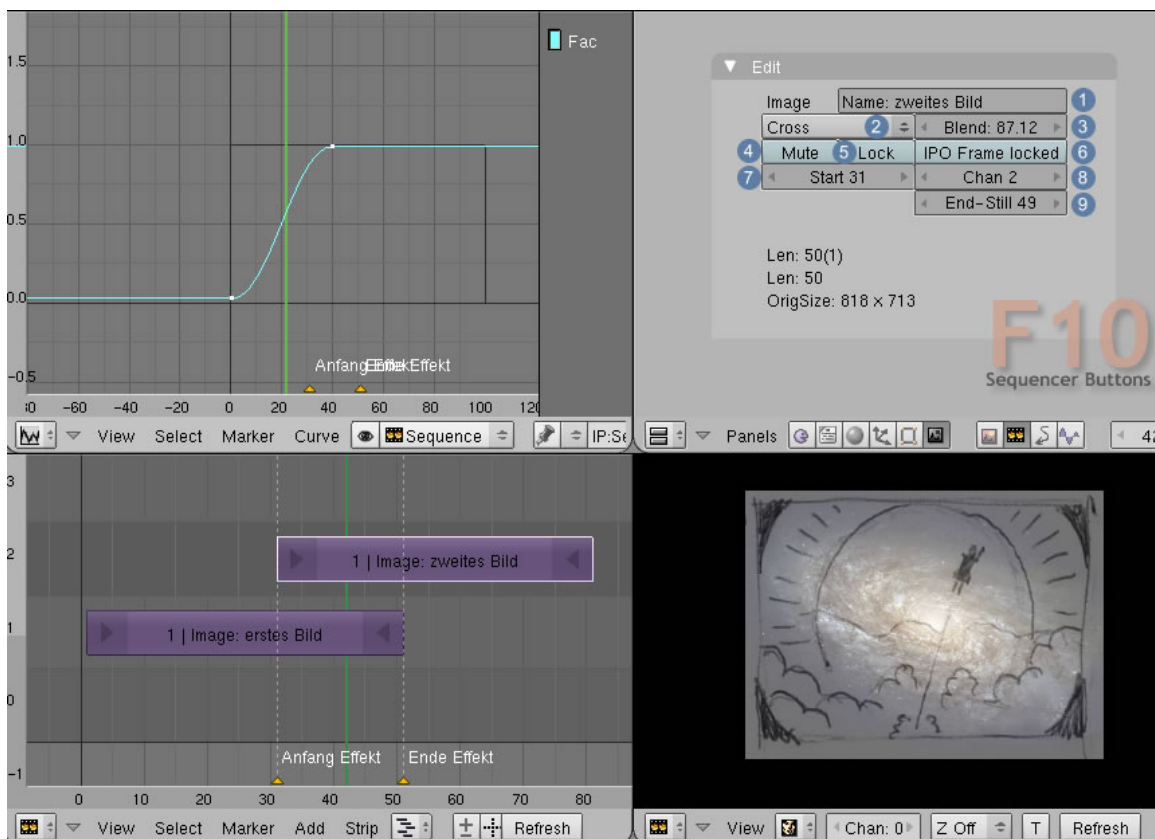 1.5
1.0
0.5
0.0
-0.5
Fac
Anfang Effekt
Ende Effekt
-60 -40 -20 0 20 40 60 80 100 120
View Select Marker Curve Sequence
Edit
Image Name: zweites Bild 1
Cross 2 Blend: 87.12 3
4 Mute 5 Lock IPO Frame locked 6
7 Start 31 Chan 2 8
End-Still 49 9
Len: 50(1)
Len: 50
OrigSize: 818 x 713
F10
Sequencer Buttons
Panels
3
2
1
0
-1
1 | Image: zweites Bild
1 | Image: erstes Bild
Anfang Effekt Ende Effekt
0 10 20 30 40 50 60 70 80
View Select Marker Add Strip Refresh
View Chan: 0 Z Off T Refresh